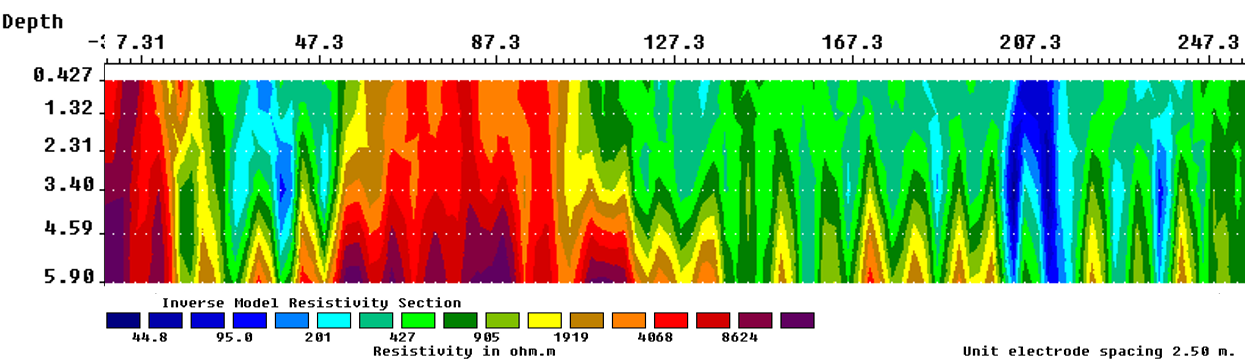 Depth
7.31 47.3 87.3 127.3 167.3 207.3 247.3
0.427
1.32
2.31
3.40
4.59
5.90
Inverse Model Resistivity Section
44.8 95.0 201 427 905 1919 4068 8624
Resistivity in ohm.m
Unit electrode spacing 2.50 m.